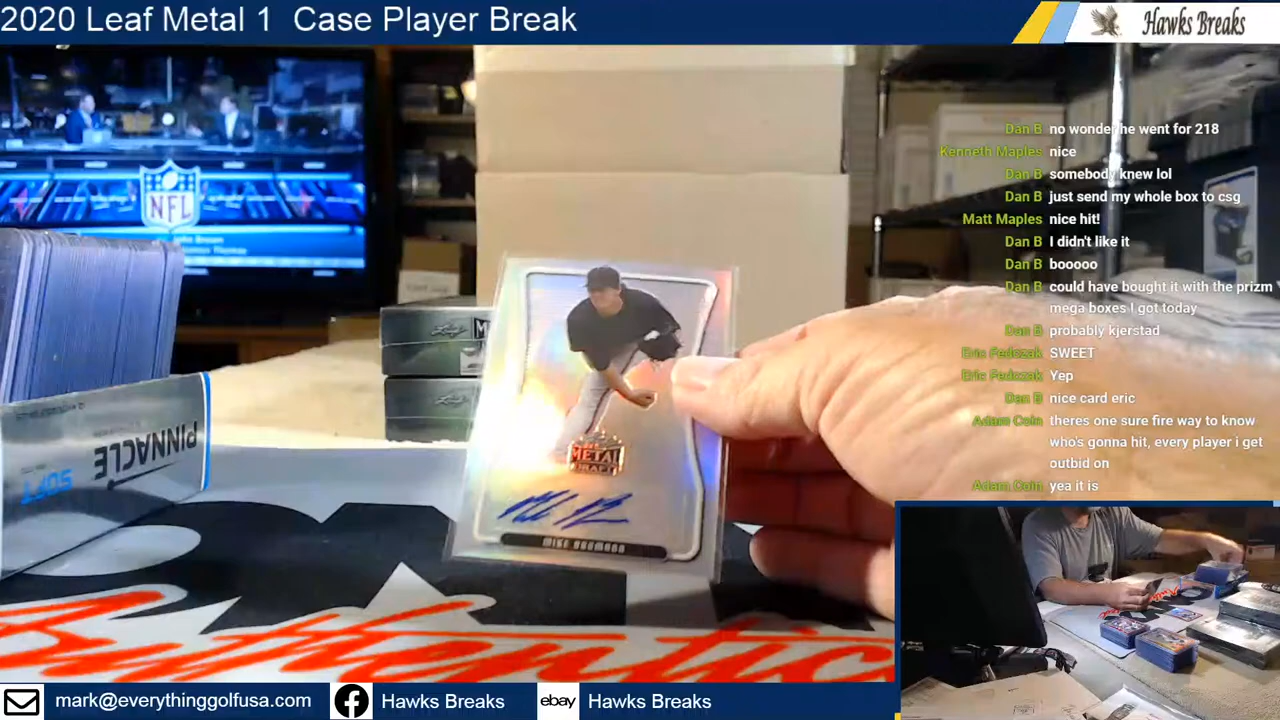 2020 Leaf Metal 1 Case Player Break
Hawks Breaks
NFL
Dan B no wonder he went for 218
Kenneth Maples nice
Dan B somebody knew lol
Dan B just send my whole box to csg
Matt Maples nice hit!
Dan B I didn't like it
Dan B booooo
Dan B could have bought it with the prizm
mega boxes I got today
Dan B probably kjerstad
Eric Fedczak SWEET
Eric Fedczak Yep
Dan B nice card eric
Adam Coin theres one sure fire way to know
who's gonna hit, every player i get
outbid on
Adam Coin yea it is
PINNACLE
SOFT
METAL
DRAFT
Authentic
mark@everythinggolfusa.com
Hawks Breaks
ebay
Hawks Breaks